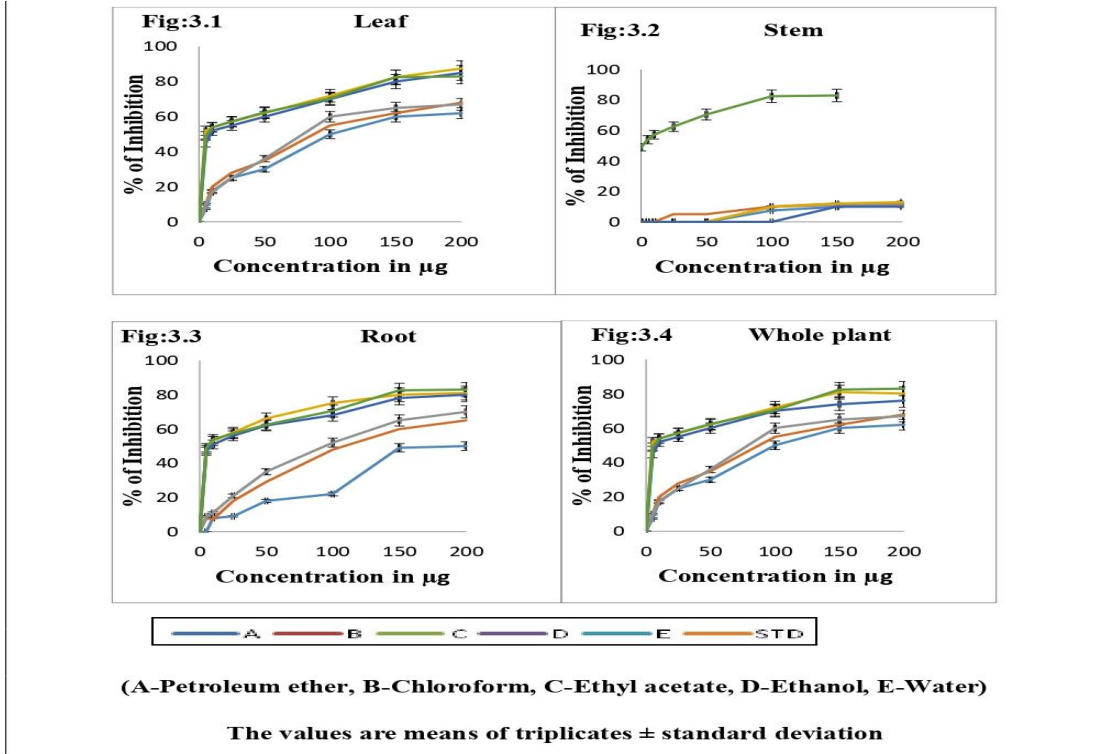 Fig:3.1 Leaf
100
80
60
40
20
0
% of Inhibition
0 50 100 150 200
Concentration in µg
Fig:3.2 Stem
100
80
60
40
20
0
% of Inhibition
0 50 100 150 200
Concentration in µg
Fig:3.3 Root
100
80
60
40
20
0
% of Inhibition
0 50 100 150 200
Concentration in µg
Fig:3.4 Whole plant
100
80
60
40
20
0
% of Inhibition
0 50 100 150 200
Concentration in µg
A B C D E STD
(A-Petroleum ether, B-Chloroform, C-Ethyl acetate, D-Ethanol, E-Water)
The values are means of triplicates ± standard deviation